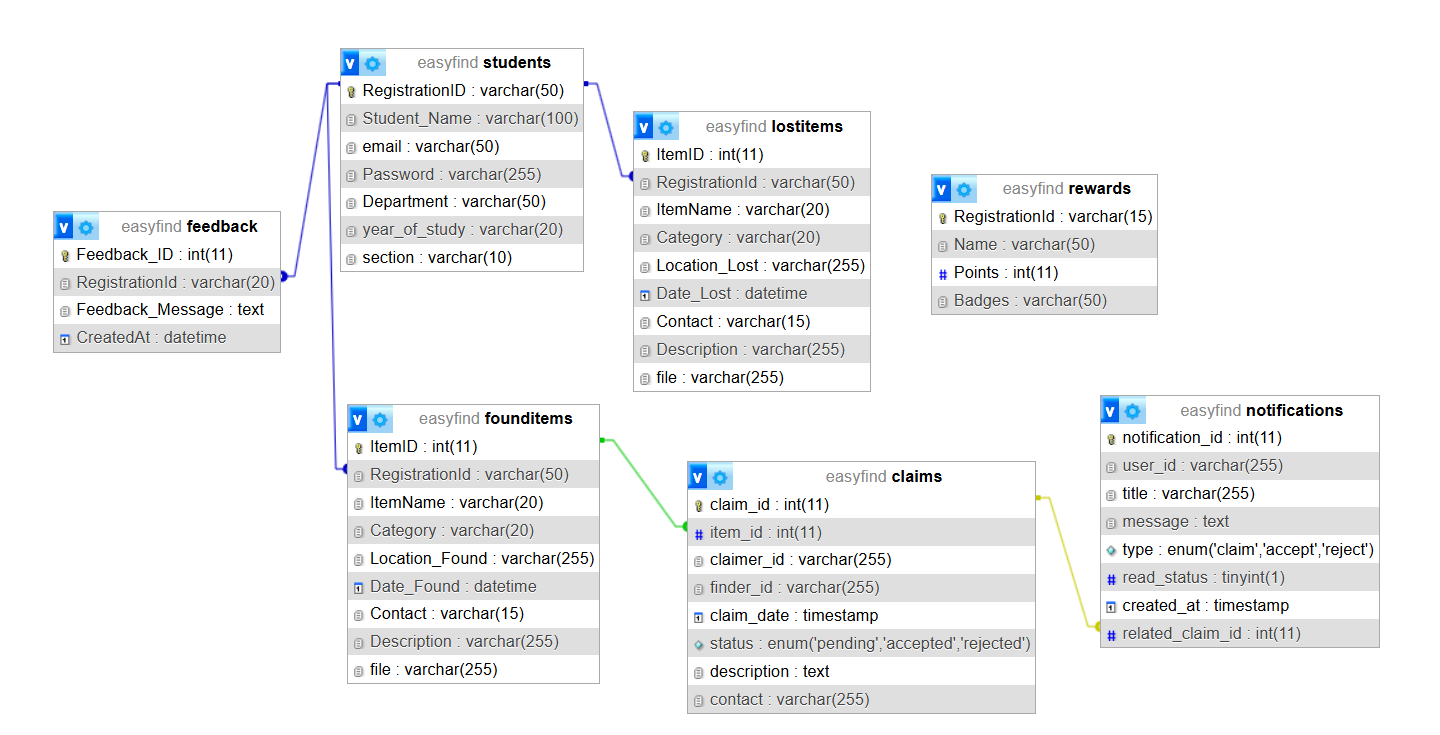 v easyfind students
RegistrationID : varchar(50)
Student_Name : varchar(100)
email : varchar(50)
Password : varchar(255)
Department : varchar(50)
year_of_study : varchar(20)
section : varchar(10)
v easyfind lostitems
ItemID : int(11)
RegistrationId : varchar(50)
ItemName : varchar(20)
Category : varchar(20)
Location_Lost : varchar(255)
Date_Lost : datetime
Contact : varchar(15)
Description : varchar(255)
file : varchar(255)
v easyfind rewards
RegistrationId : varchar(15)
Name : varchar(50)
# Points : int(11)
Badges : varchar(50)
v easyfind feedback
Feedback_ID : int(11)
RegistrationId : varchar(20)
Feedback_Message : text
CreatedAt : datetime
v easyfind founditems
ItemID : int(11)
RegistrationId : varchar(50)
ItemName : varchar(20)
Category : varchar(20)
Location_Found : varchar(255)
Date_Found : datetime
Contact : varchar(15)
Description : varchar(255)
file : varchar(255)
v easyfind claims
claim_id : int(11)
# item_id : int(11)
claimer_id : varchar(255)
finder_id : varchar(255)
claim_date : timestamp
status : enum('pending','accepted','rejected')
description : text
contact : varchar(255)
v easyfind notifications
notification_id : int(11)
user_id : varchar(255)
title : varchar(255)
message : text
type : enum('claim','accept','reject')
# read_status : tinyint(1)
created_at : timestamp
# related_claim_id : int(11)